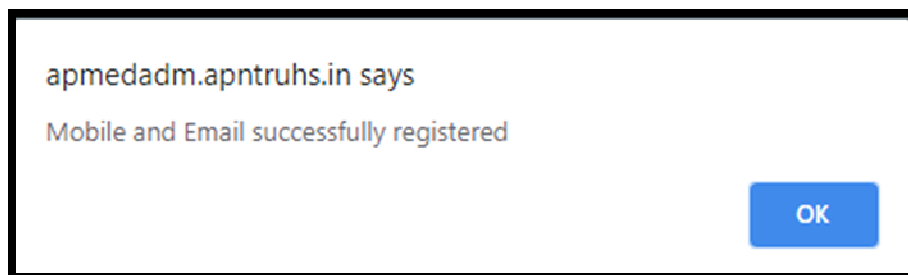 apmedadm.apntruhs.in says
Mobile and Email successfully registered
OK